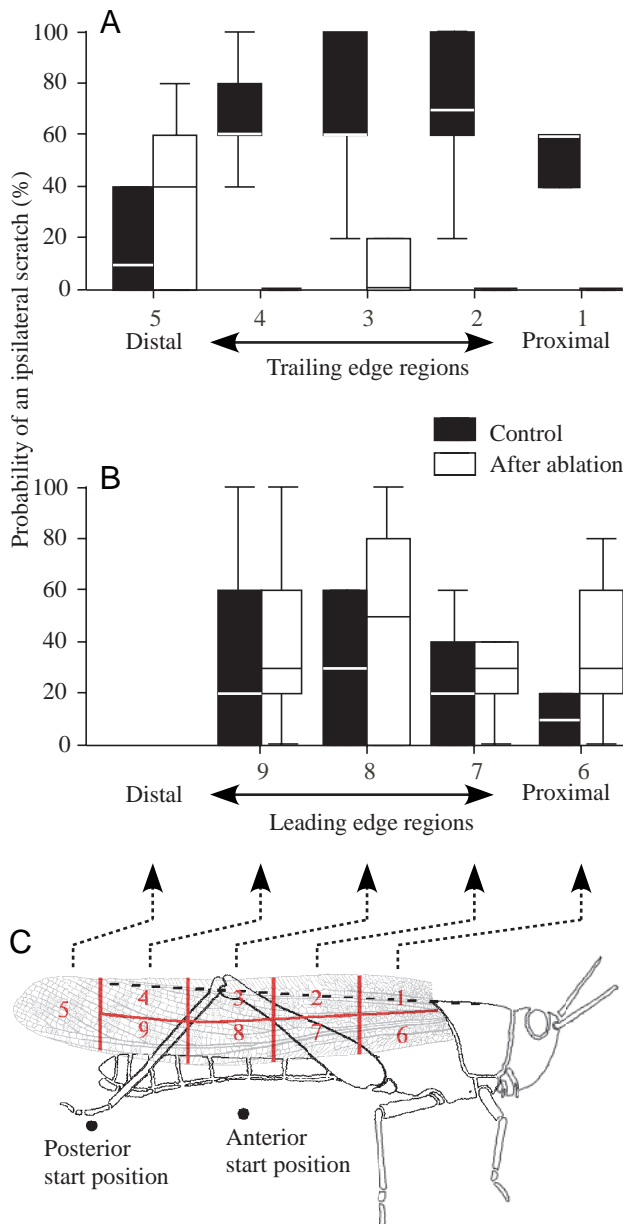 A
Probability of an ipsilateral scratch (%)
100
80
60
40
20
0
5 4 3 2 1
Distal Proximal
Trailing edge regions
Control
After ablation
B
100
80
60
40
20
0
9 8 7 6
Distal Proximal
Leading edge regions
C
5 4 3 2 1
9 8 7 6
Posterior
start position
Anterior
start position